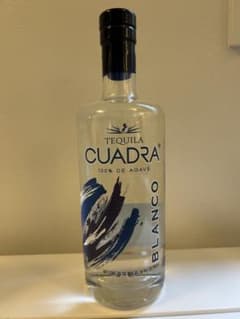 TEQUILA
CUADRA
100% DE AGAVE
BLANCO